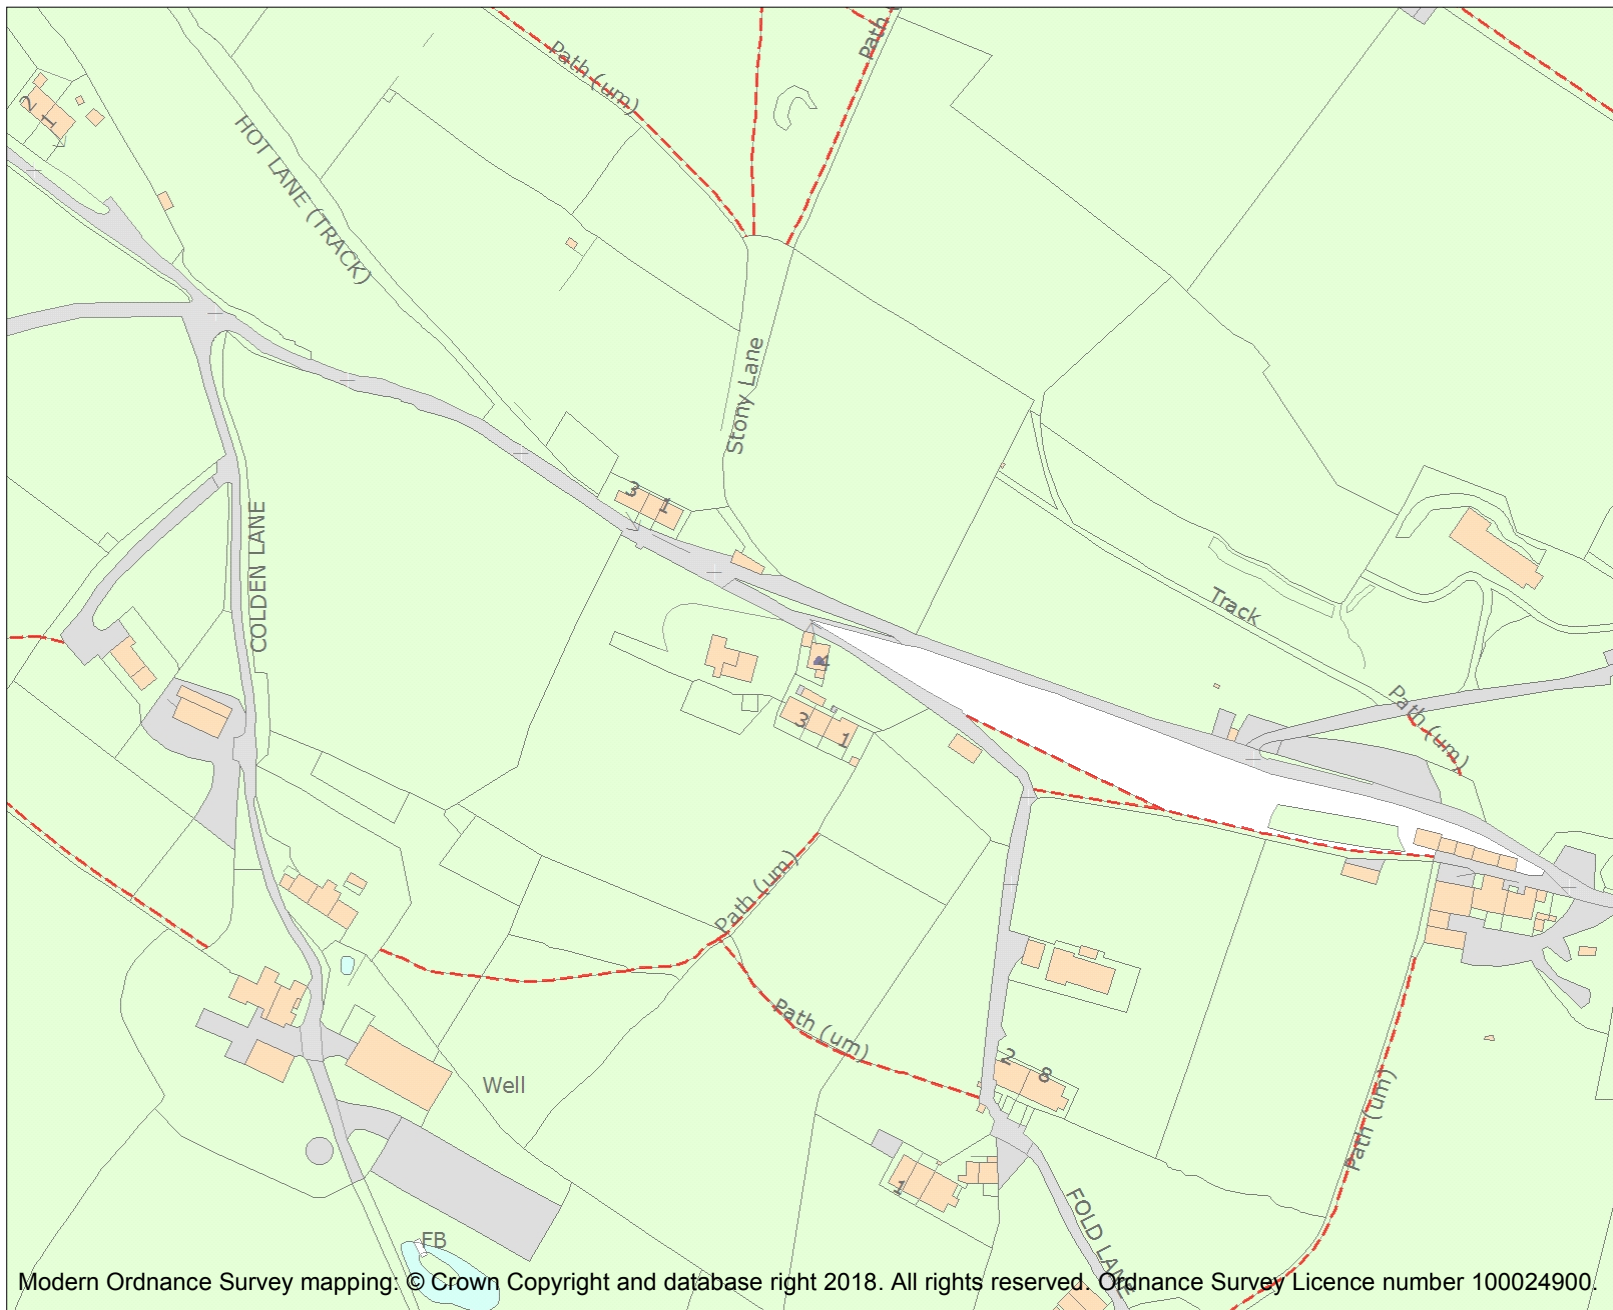 Path (um)
Path
2
1
HOT LANE (TRACK)
Stony Lane
3
1
COLDEN LANE
Track
4
3
1
Path (um)
Path (um)
Path (um)
2
8
Well
Path (um)
1
FOLD LANE
FB
Modern Ordnance Survey mapping: © Crown Copyright and database right 2018. All rights reserved. Ordnance Survey Licence number 100024900.